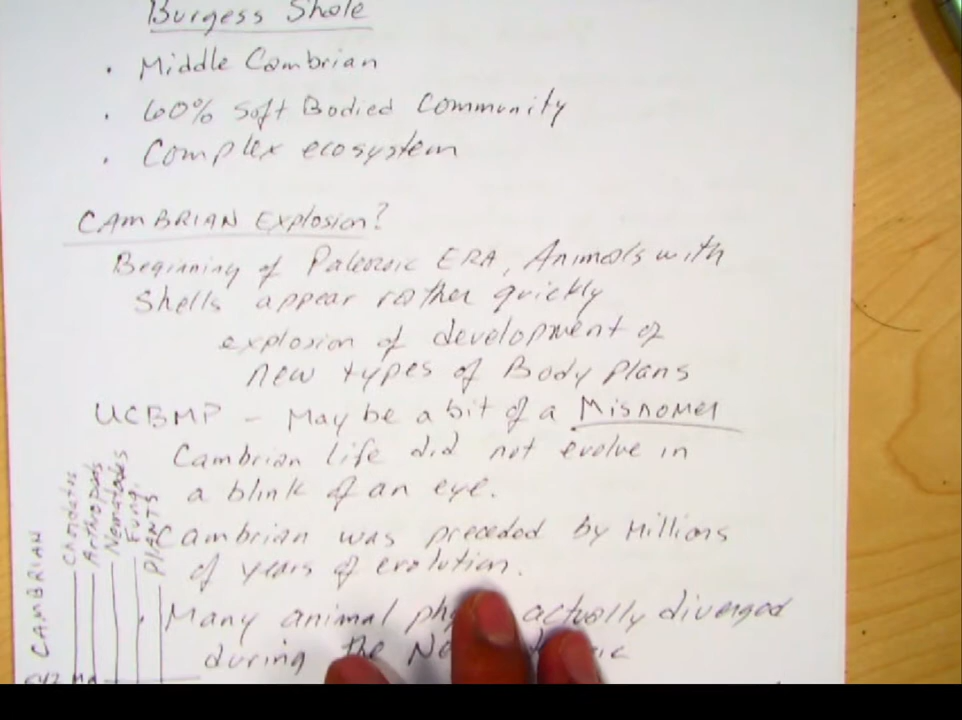 Burgess Shale
· Middle Cambrian
· 60% Soft Bodied Community
· Complex ecosystem
CAMBRIAN Explosion?
Beginning of Paleozoic ERA, Animals with
Shells appear rather quickly
explosion of development of
new types of Body Plans
UCBMP - May be a bit of a Misnomer
Cambrian life did not evolve in
a blink of an eye.
Cambrian was preceded by Millions
of years of evolution.
· Many animal actually diverged
during the
CAMBRIAN
Chordates
Arthropods
Nematodes
Fungi
PLANTS